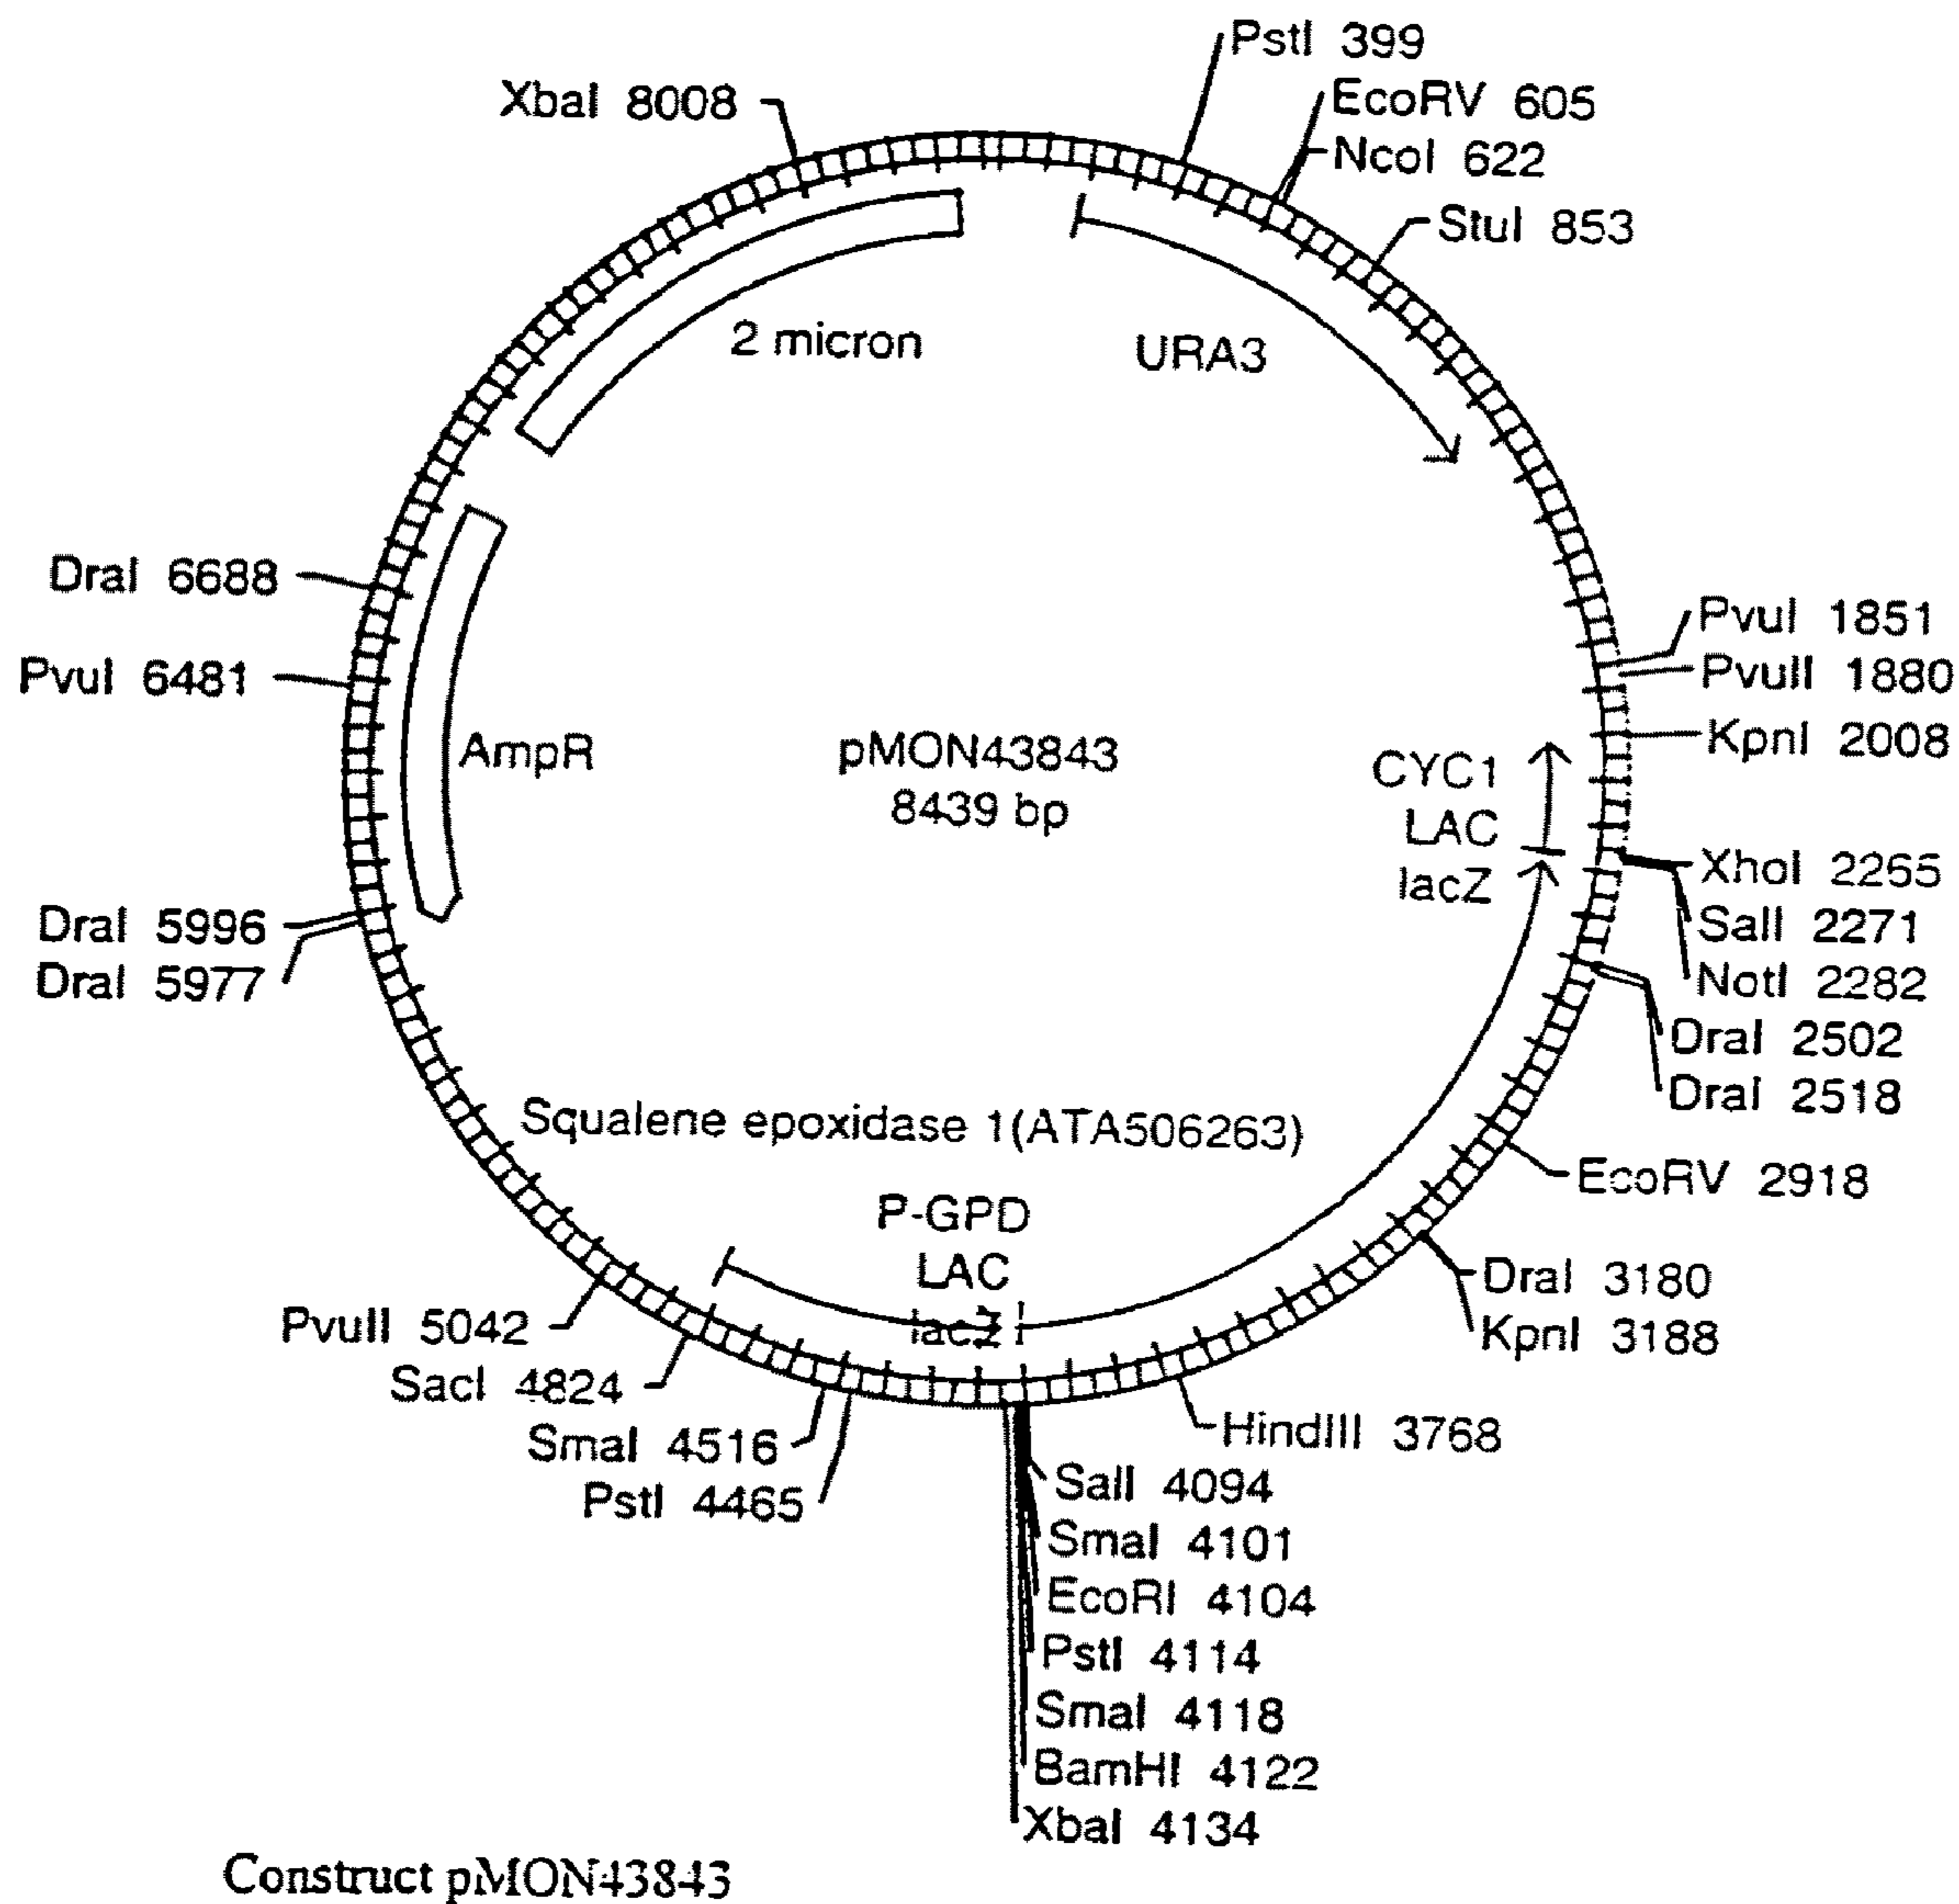 PstI 399
EcoRV 605
NcoI 622
StuI 853
XbaI 8008
2 micron
URA3
DraI 6688
PvuI 6481
AmpR
pMON43843
8439 bp
PvuI 1851
PvuII 1880
KpnI 2008
CYC1
LAC
lacZ
XhoI 2265
SalI 2271
NotI 2282
DraI 2502
DraI 2518
DraI 5996
DraI 5977
Squalene epoxidase 1(ATA506263)
EcoRV 2918
P-GPD
LAC
lacZ
DraI 3180
KpnI 3188
PvuII 5042
SacI 4824
SmaI 4516
PstI 4465
HindIII 3768
SalI 4094
SmaI 4101
EcoRI 4104
PstI 4114
SmaI 4118
BamHI 4122
XbaI 4134
Construct pMON43843